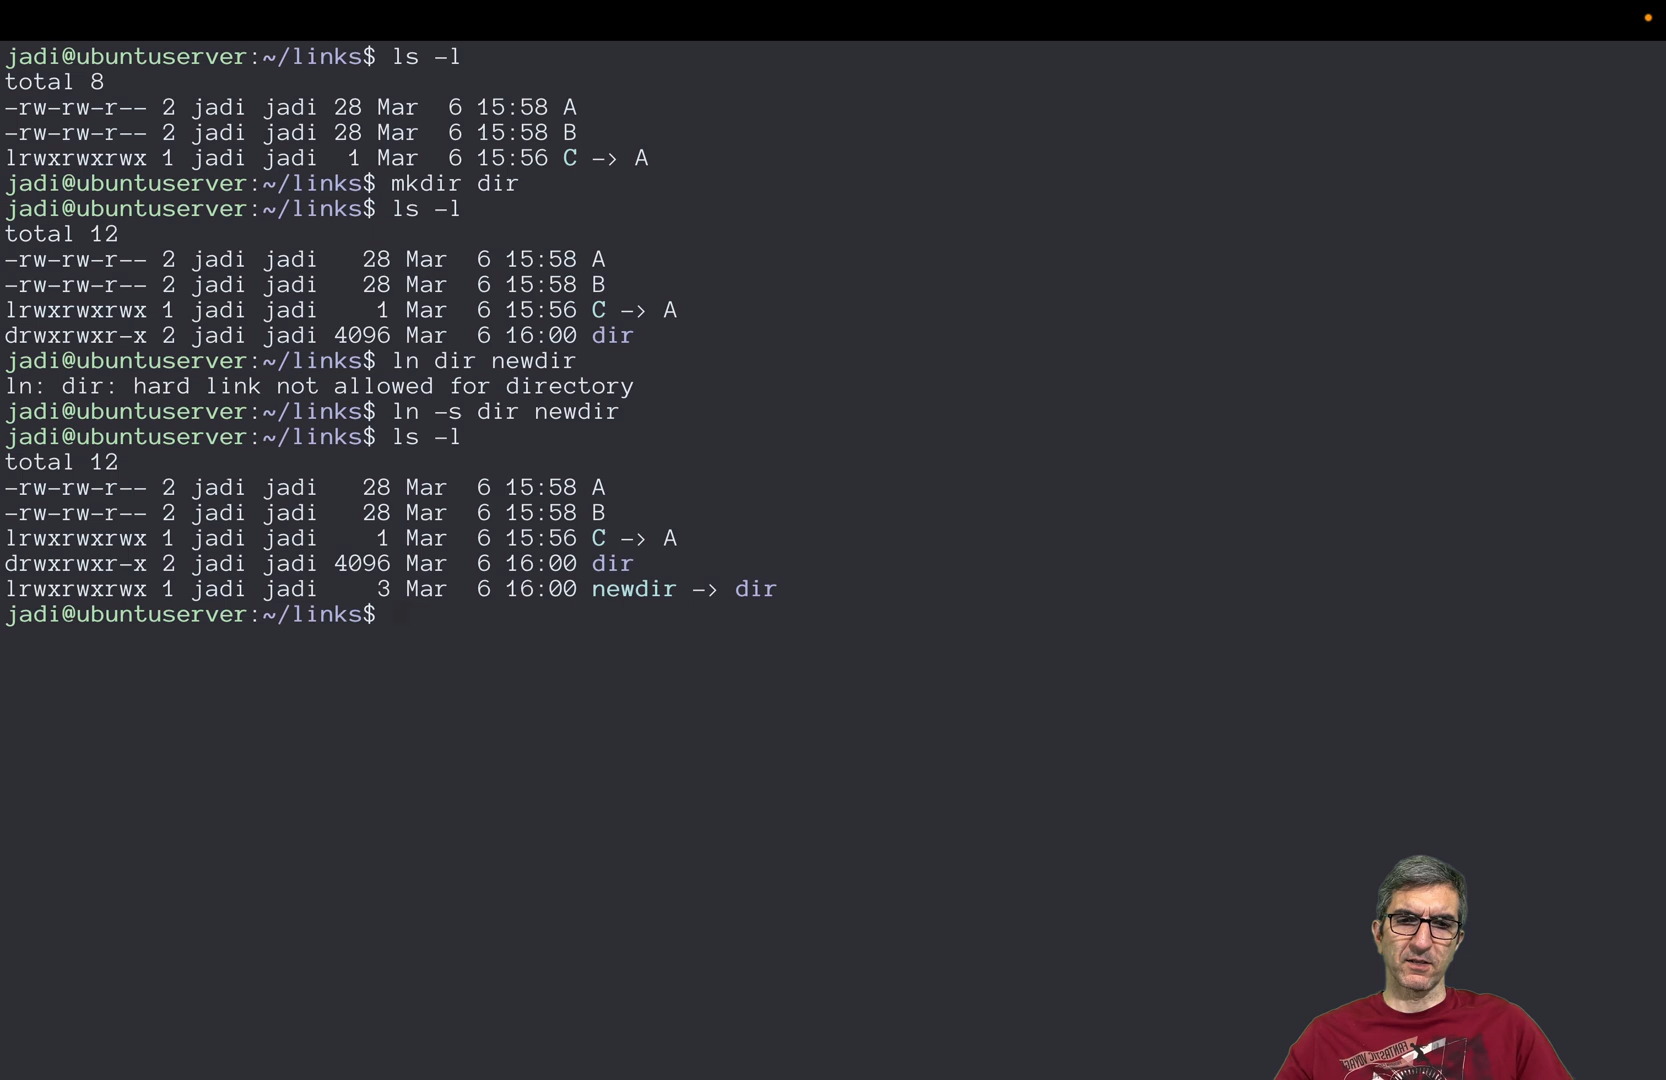 jadi@ubuntuserver:~/links$ ls -l
total 8
-rw-rw-r-- 2 jadi jadi 28 Mar  6 15:58 A
-rw-rw-r-- 2 jadi jadi 28 Mar  6 15:58 B
lrwxrwxrwx 1 jadi jadi  1 Mar  6 15:56 C -> A
jadi@ubuntuserver:~/links$ mkdir dir
jadi@ubuntuserver:~/links$ ls -l
total 12
-rw-rw-r-- 2 jadi jadi   28 Mar  6 15:58 A
-rw-rw-r-- 2 jadi jadi   28 Mar  6 15:58 B
lrwxrwxrwx 1 jadi jadi    1 Mar  6 15:56 C -> A
drwxrwxr-x 2 jadi jadi 4096 Mar  6 16:00 dir
jadi@ubuntuserver:~/links$ ln dir newdir
ln: dir: hard link not allowed for directory
jadi@ubuntuserver:~/links$ ln -s dir newdir
jadi@ubuntuserver:~/links$ ls -l
total 12
-rw-rw-r-- 2 jadi jadi   28 Mar  6 15:58 A
-rw-rw-r-- 2 jadi jadi   28 Mar  6 15:58 B
lrwxrwxrwx 1 jadi jadi    1 Mar  6 15:56 C -> A
drwxrwxr-x 2 jadi jadi 4096 Mar  6 16:00 dir
lrwxrwxrwx 1 jadi jadi    3 Mar  6 16:00 newdir -> dir
jadi@ubuntuserver:~/links$
FANTASTIC